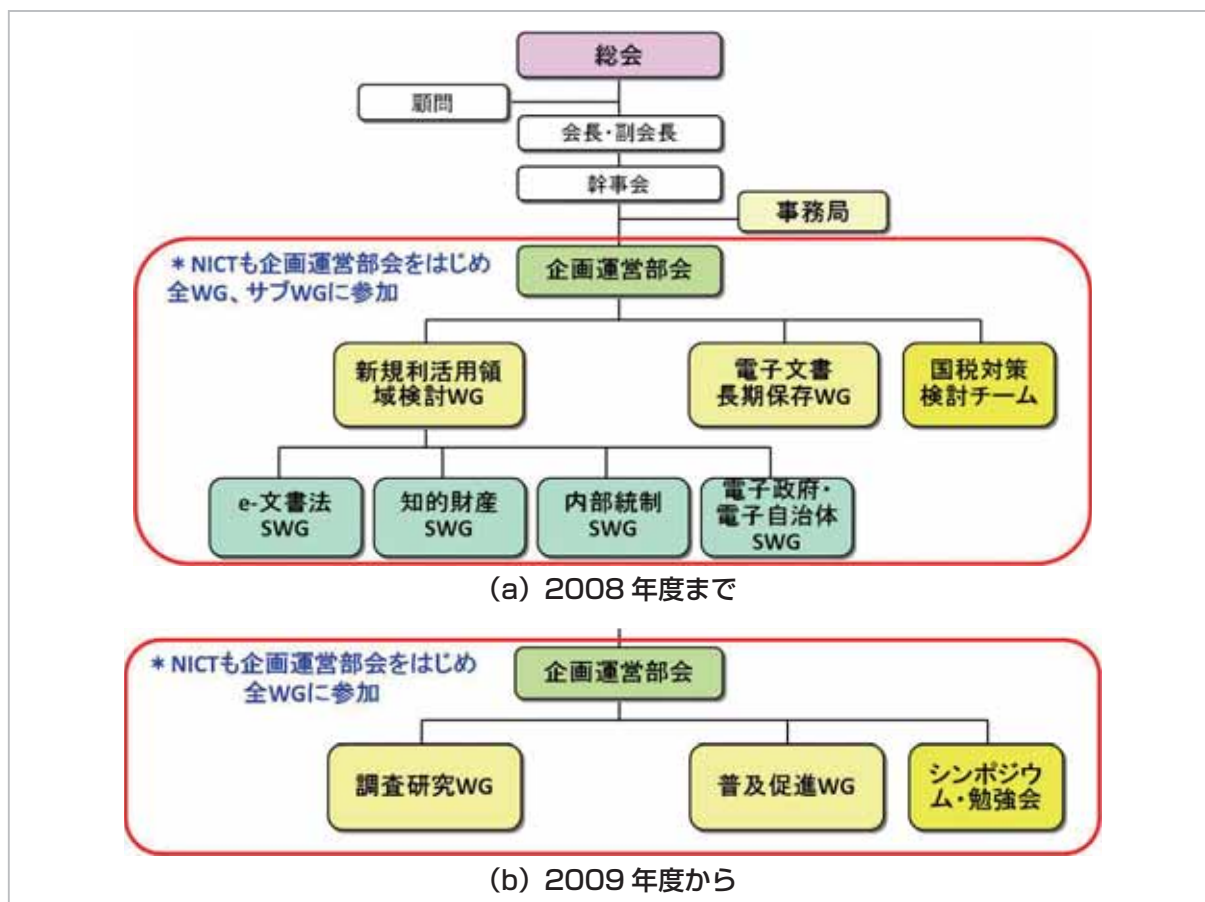 総会
顧問
会長・副会長
幹事会
事務局
＊NICTも企画運営部会をはじめ
全WG、サブWGに参加
企画運営部会
新規利活用領
域検討WG
電子文書
長期保存WG
国税対策
検討チーム
e-文書法
SWG
知的財産
SWG
内部統制
SWG
電子政府・
電子自治体
SWG
（a）2008 年度まで
＊NICTも企画運営部会をはじめ
全WGに参加
企画運営部会
調査研究WG
普及促進WG
シンポジウ
ム・勉強会
（b）2009 年度から